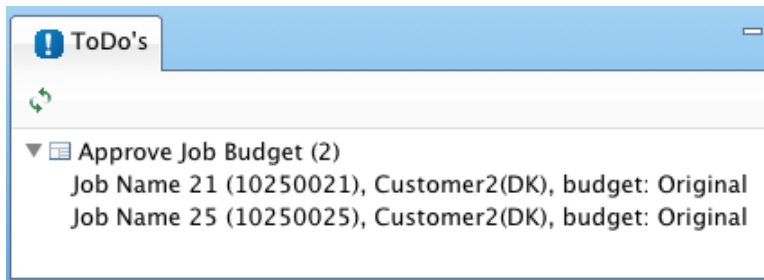 ToDo's
Approve Job Budget (2)
Job Name 21 (10250021), Customer2(DK), budget: Original
Job Name 25 (10250025), Customer2(DK), budget: Original